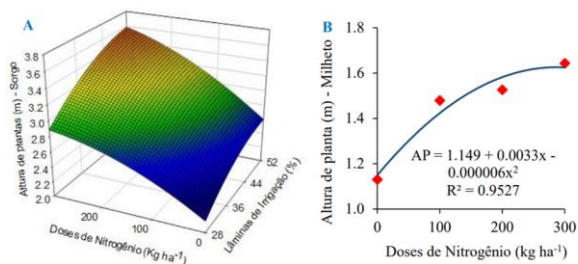 A
3.8
3.6
3.4
3.2
3.0
2.8
2.6
2.4
2.2
2.0
Altura de plantas (m) - Sorgo
200
100
0
Doses de Nitrogênio (Kg ha-1)
28
36
44
52
Lâminas de Irrigação (%)
B
1.8
1.6
1.4
1.2
1.0
Altura de planta (m) - Milheto
AP = 1.149 + 0.0033x -
0.000006x²
R² = 0.9527
0 100 200 300
Doses de Nitrogênio (kg ha-1)